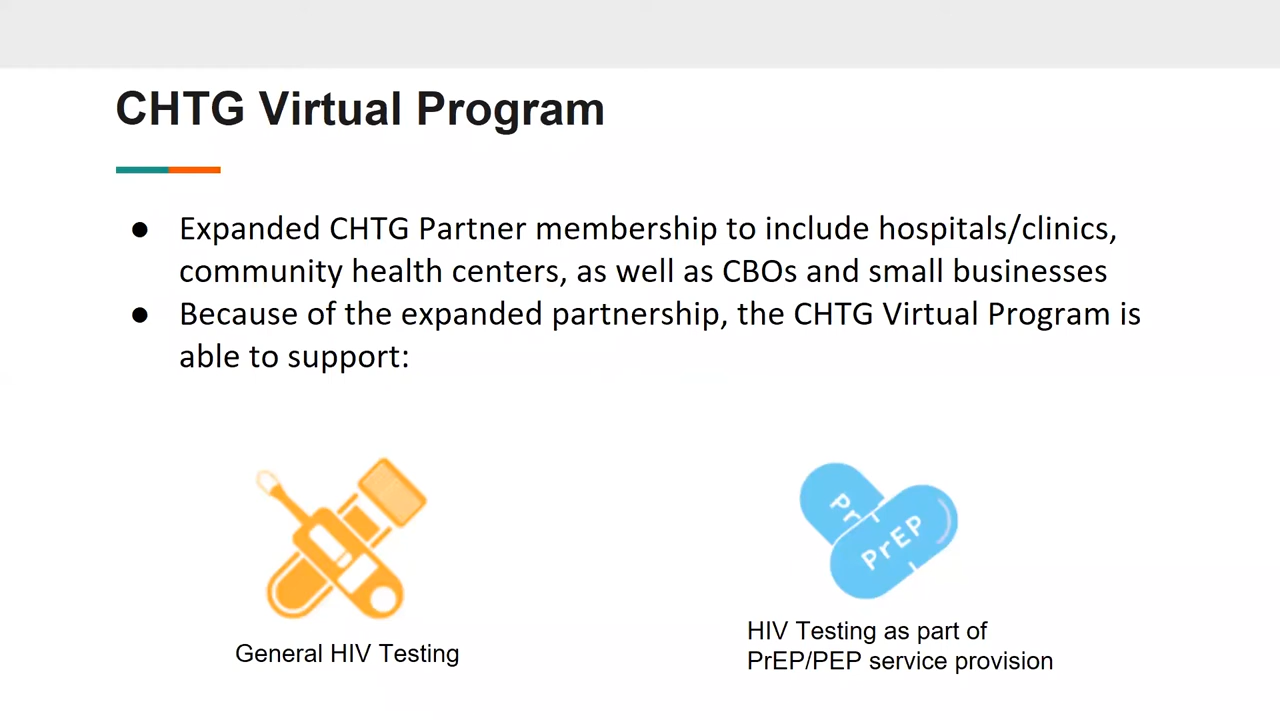 CHTG Virtual Program
● Expanded CHTG Partner membership to include hospitals/clinics,
community health centers, as well as CBOs and small businesses
● Because of the expanded partnership, the CHTG Virtual Program is
able to support:
Pr
PrEP
General HIV Testing
HIV Testing as part of
PrEP/PEP service provision